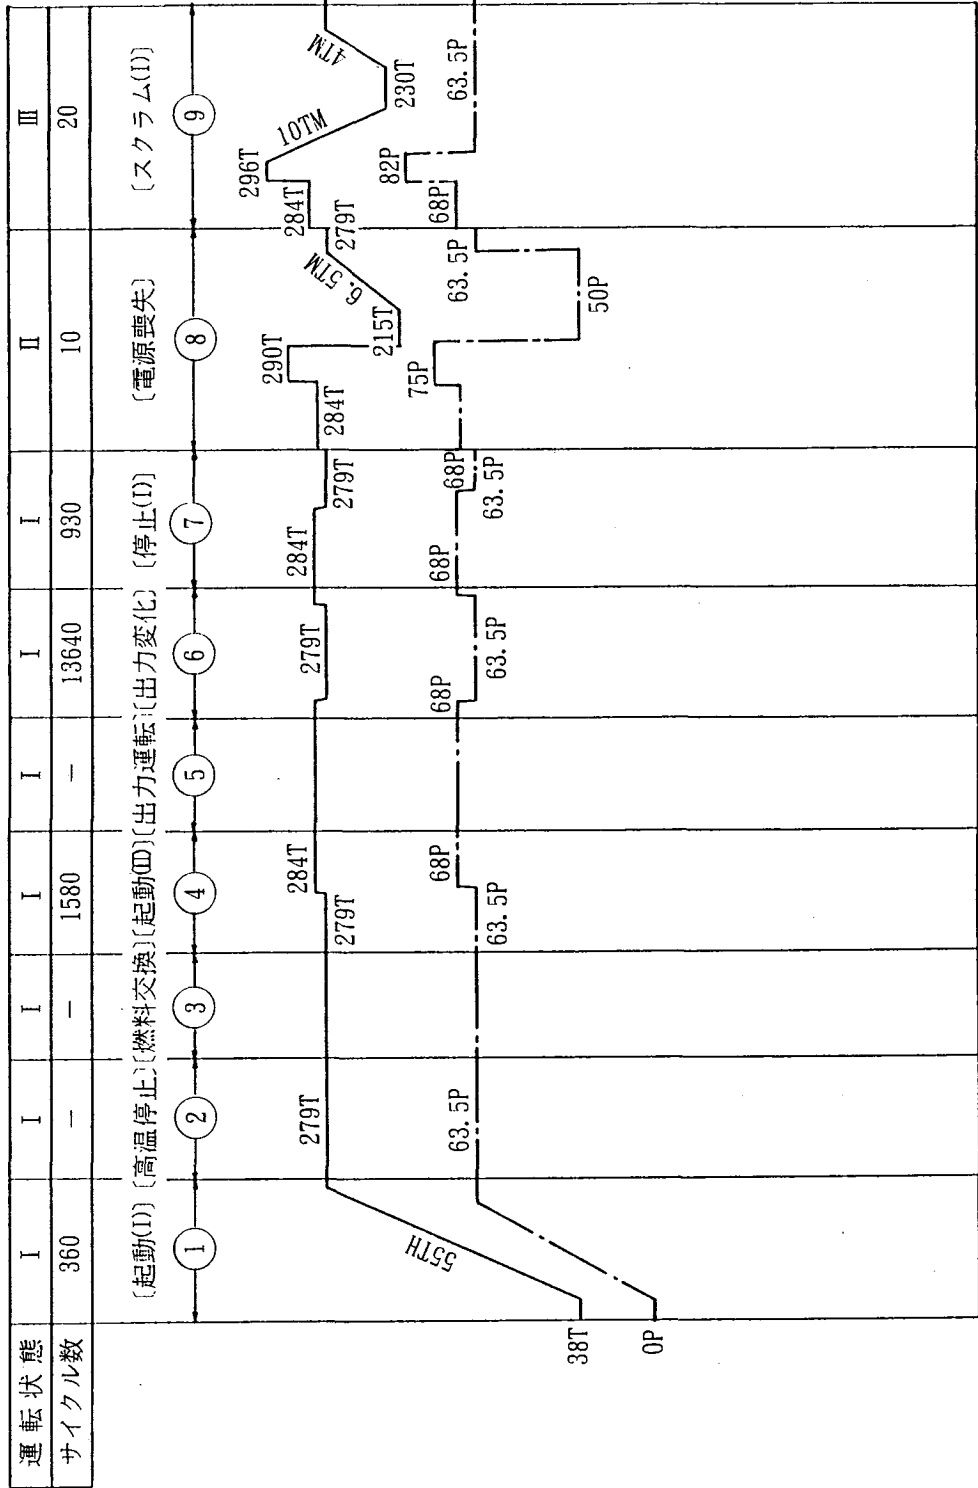 運転状態 I I I I I I I II III
サイクル数 360 — — 1580 — 13640 930 10 20
〔起動(I)〕〔高温停止〕〔燃料交換〕〔起動(II)〕〔出力運転〕〔出力変化〕〔停止(I)〕〔電源喪失〕〔スクラム(I)〕
1 2 3 4 5 6 7 8 9
38T
55TH
279T
279T
284T
279T
284T
279T
284T
290T
215T
6.5TM
279T
284T
296T
10TM
230T
4TM
0P
63.5P
63.5P
68P
68P
63.5P
68P
68P
63.5P
75P
50P
63.5P
68P
82P
63.5P